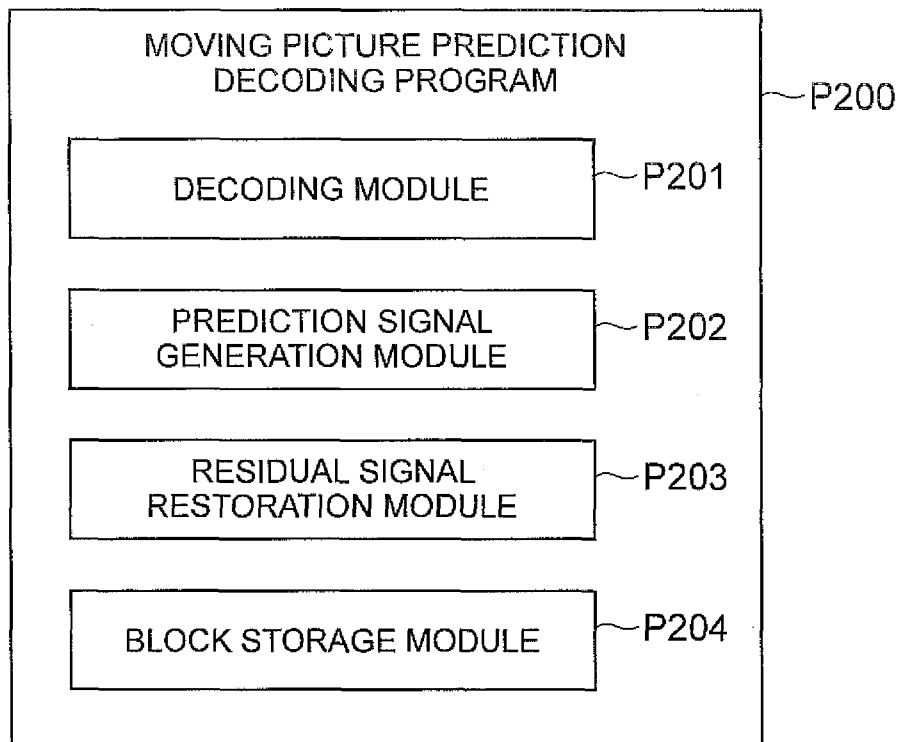 MOVING PICTURE PREDICTION
DECODING PROGRAM
P200
DECODING MODULE
P201
PREDICTION SIGNAL
GENERATION MODULE
P202
RESIDUAL SIGNAL
RESTORATION MODULE
P203
BLOCK STORAGE MODULE
P204